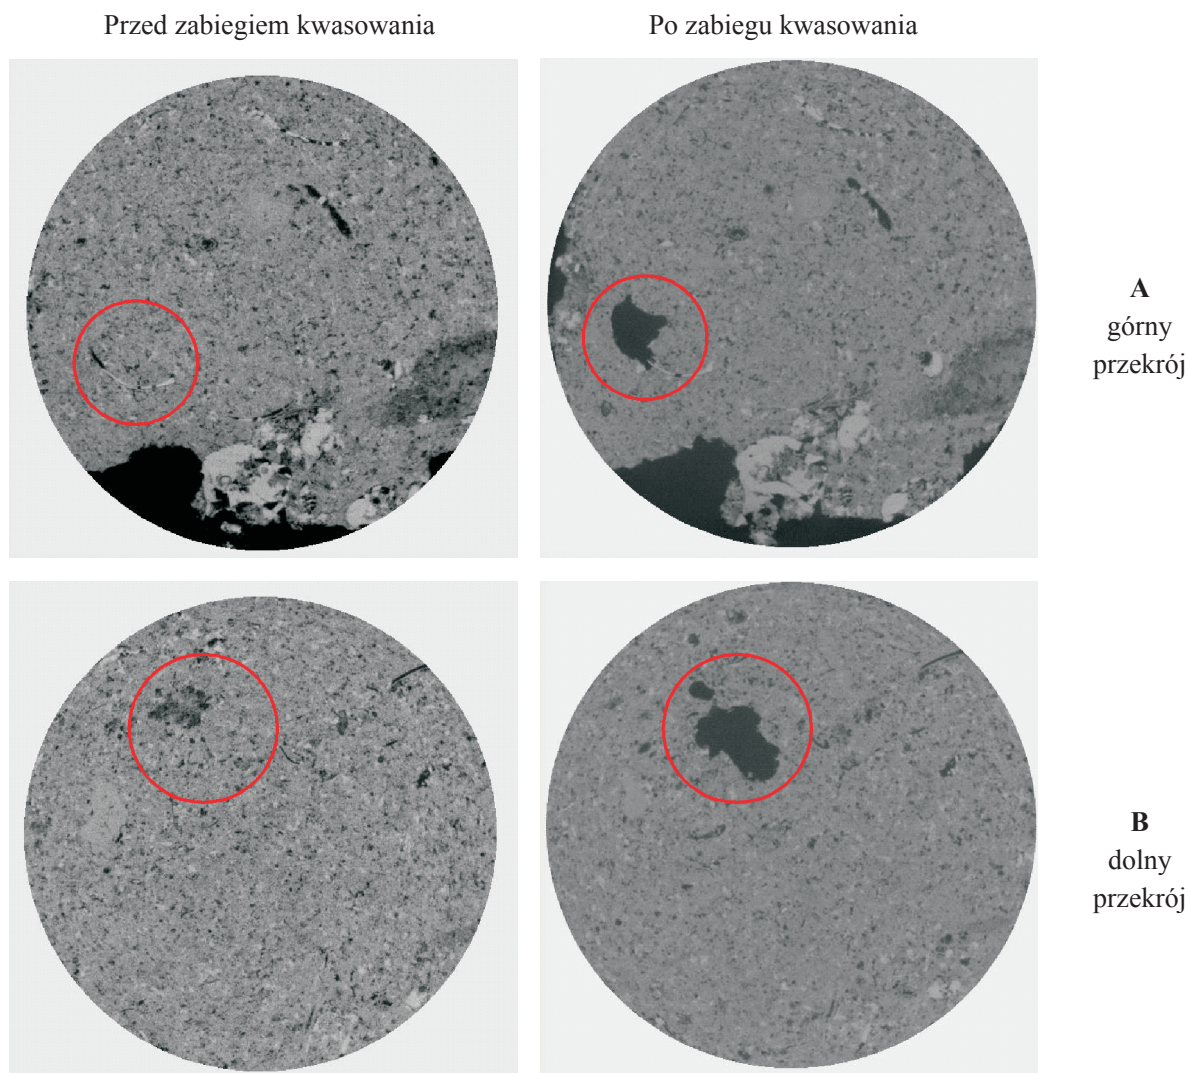 Przed zabiegiem kwasowania
Po zabiegu kwasowania
A
górny
przekrój
B
dolny
przekrój